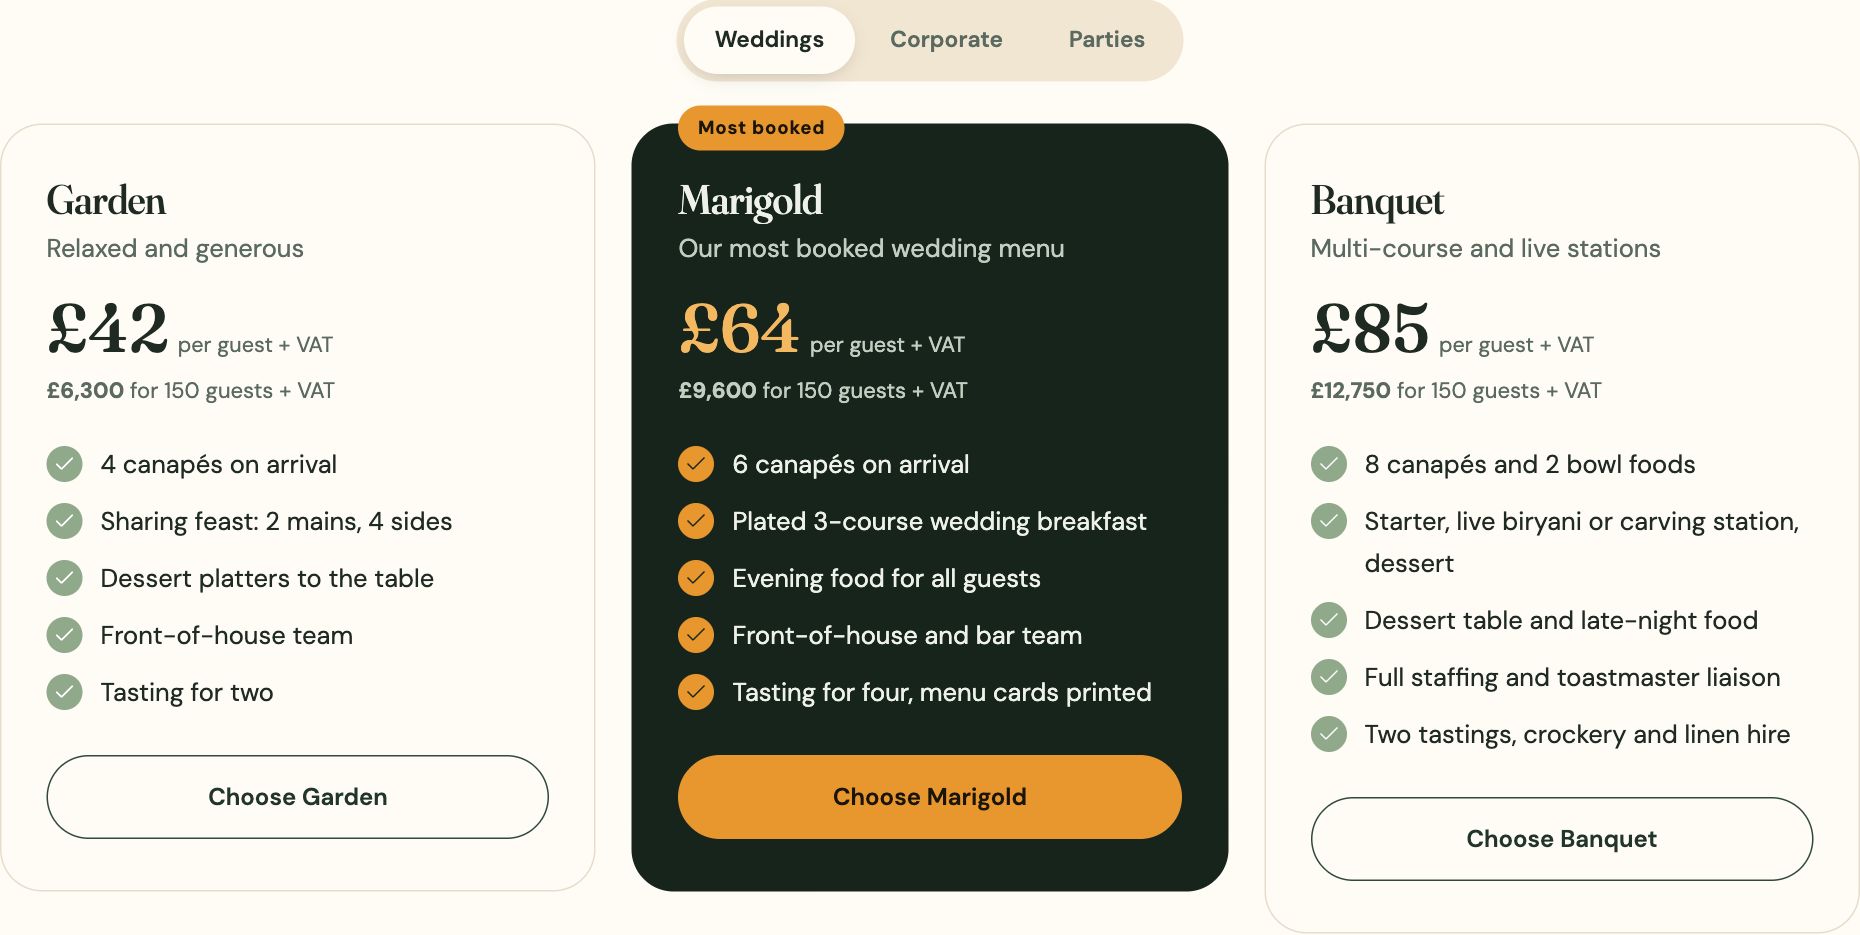 Weddings
Corporate
Parties
Garden
Relaxed and generous
£42 per guest + VAT
£6,300 for 150 guests + VAT
4 canapés on arrival
Sharing feast: 2 mains, 4 sides
Dessert platters to the table
Front-of-house team
Tasting for two
Choose Garden
Most booked
Marigold
Our most booked wedding menu
£64 per guest + VAT
£9,600 for 150 guests + VAT
6 canapés on arrival
Plated 3-course wedding breakfast
Evening food for all guests
Front-of-house and bar team
Tasting for four, menu cards printed
Choose Marigold
Banquet
Multi-course and live stations
£85 per guest + VAT
£12,750 for 150 guests + VAT
8 canapés and 2 bowl foods
Starter, live biryani or carving station,
dessert
Dessert table and late-night food
Full staffing and toastmaster liaison
Two tastings, crockery and linen hire
Choose Banquet